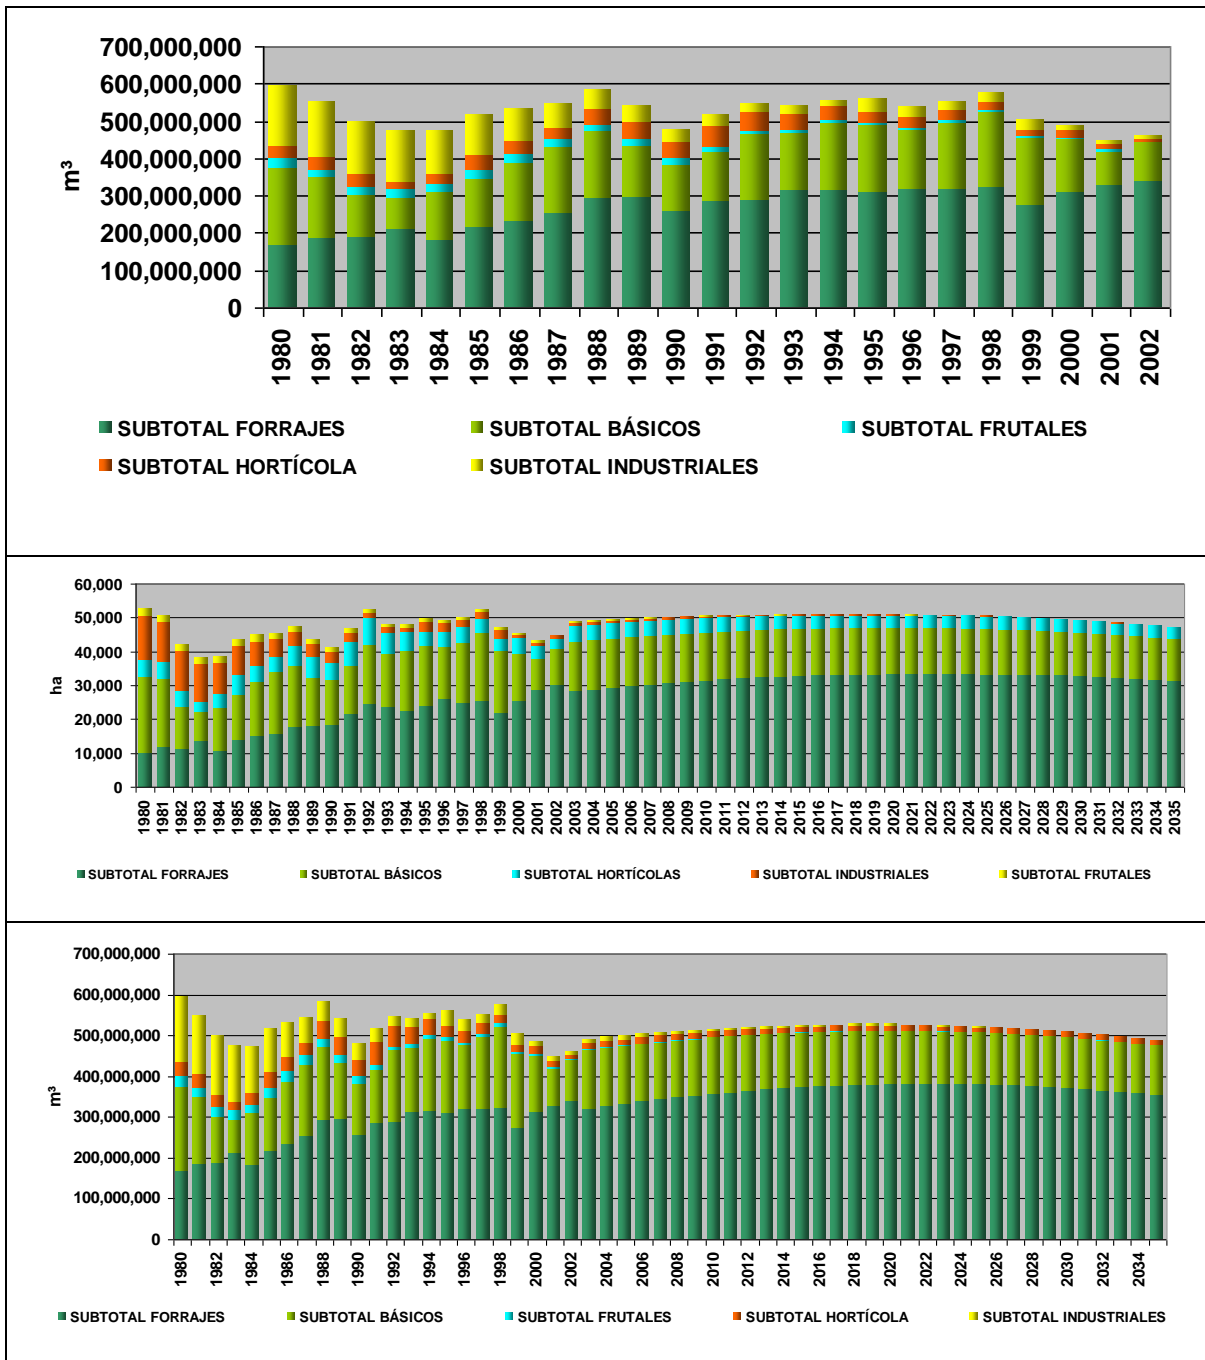 700,000,000
600,000,000
500,000,000
400,000,000
300,000,000
200,000,000
100,000,000
0
m³
1980 1981 1982 1983 1984 1985 1986 1987 1988 1989 1990 1991 1992 1993 1994 1995 1996 1997 1998 1999 2000 2001 2002
SUBTOTAL FORRAJES SUBTOTAL BÁSICOS SUBTOTAL FRUTALES
SUBTOTAL HORTÍCOLA SUBTOTAL INDUSTRIALES
60,000
50,000
40,000
30,000
20,000
10,000
0
ha
1980 1981 1982 1983 1984 1985 1986 1987 1988 1989 1990 1991 1992 1993 1994 1995 1996 1997 1998 1999 2000 2001 2002 2003 2004 2005 2006 2007 2008 2009 2010 2011 2012 2013 2014 2015 2016 2017 2018 2019 2020 2021 2022 2023 2024 2025 2026 2027 2028 2029 2030 2031 2032 2033 2034 2035
SUBTOTAL FORRAJES SUBTOTAL BÁSICOS SUBTOTAL HORTÍCOLAS SUBTOTAL INDUSTRIALES SUBTOTAL FRUTALES
700,000,000
600,000,000
500,000,000
400,000,000
300,000,000
200,000,000
100,000,000
0
m³
1980 1982 1984 1986 1988 1990 1992 1994 1996 1998 2000 2002 2004 2006 2008 2010 2012 2014 2016 2018 2020 2022 2024 2026 2028 2030 2032 2034
SUBTOTAL FORRAJES SUBTOTAL BÁSICOS SUBTOTAL FRUTALES SUBTOTAL HORTÍCOLA SUBTOTAL INDUSTRIALES